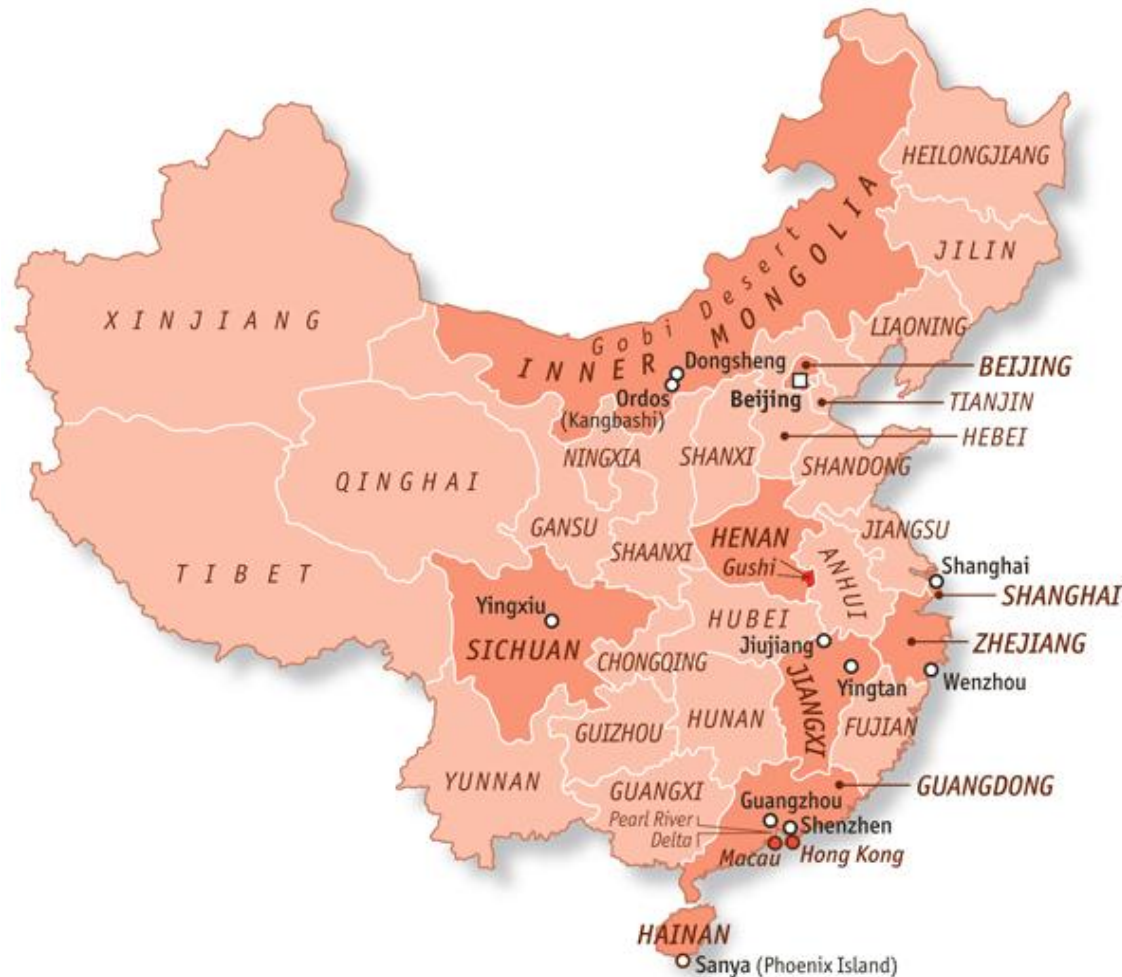 HEILONGJIANG
JILIN
Gobi Desert
INNER MONGOLIA
XINJIANG
LIAONING
Dongsheng
BEIJING
Ordos
(Kangbashi)
Beijing
TIANJIN
HEBEI
NINGXIA
SHANXI
SHANDONG
QINGHAI
GANSU
SHAANXI
HENAN
Gushi
ANHUI
JIANGSU
Shanghai
SHANGHAI
TIBET
Yingxiu
SICHUAN
HUBEI
CHONGQING
Jiujiang
ZHEJIANG
Yingtan
Wenzhou
JIANGXI
GUIZHOU
HUNAN
FUJIAN
YUNNAN
GUANGXI
GUANGDONG
Guangzhou
Pearl River
Delta
Shenzhen
Macau
Hong Kong
HAINAN
Sanya (Phoenix Island)